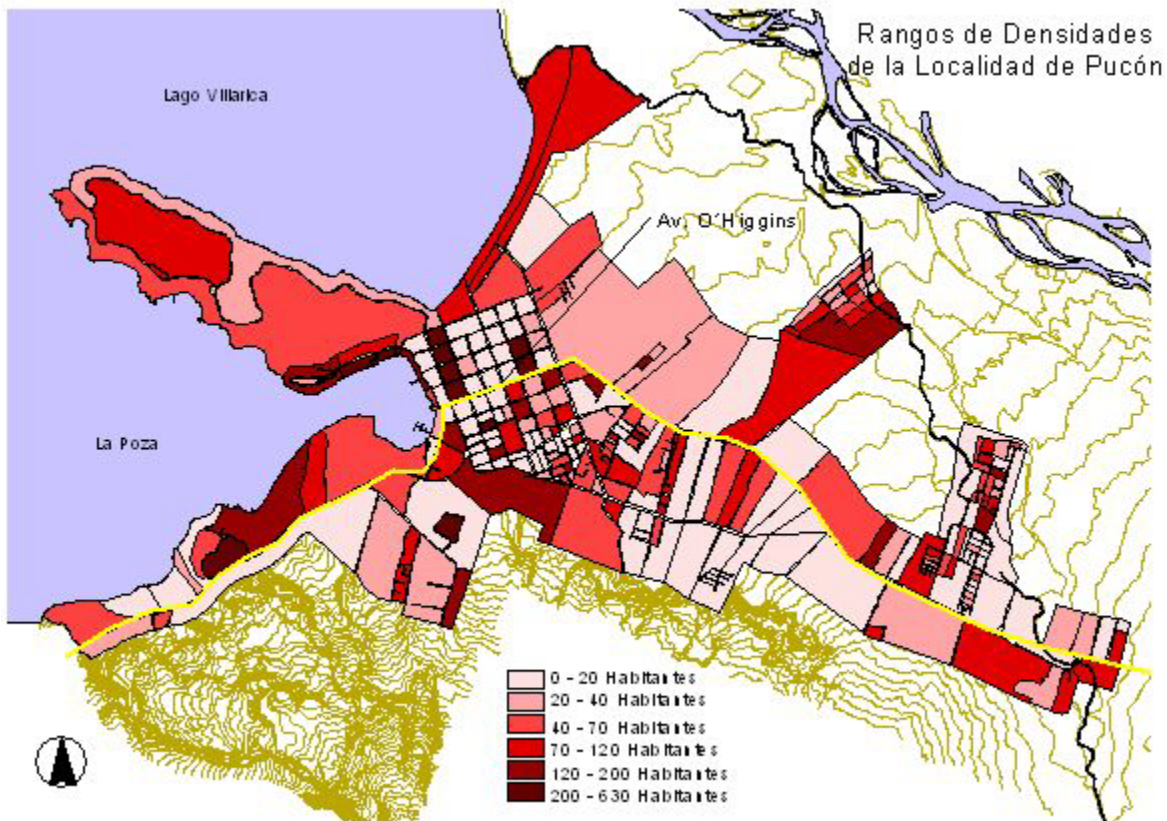 Rangos de Densidades
de la Localidad de Pucón
Lago Villarica
Av. O'Higgins
La Poza
0 - 20 Habitantes
20 - 40 Habitantes
40 - 70 Habitantes
70 - 120 Habitantes
120 - 200 Habitantes
200 - 630 Habitantes